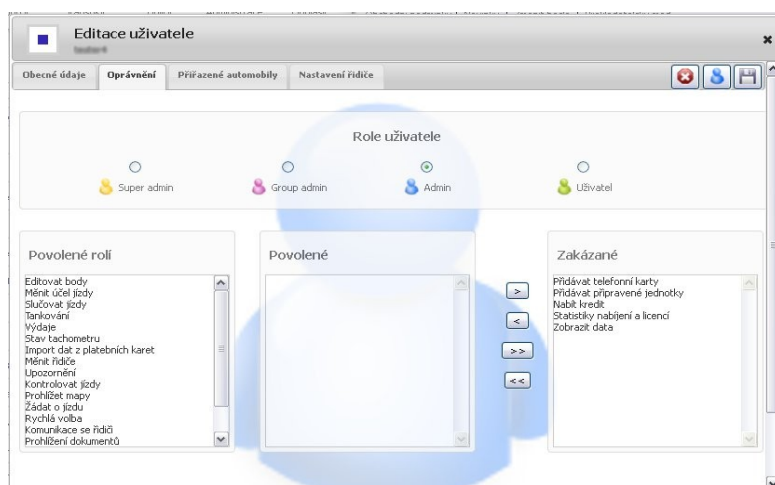 Editace uživatele
Obecné údaje
Oprávnění
Přiřazené automobily
Nastavení řidiče
Role uživatele
Super admin
Group admin
Admin
Uživatel
Povolené rolí
Editovat body
Měnit účel jízdy
Slučovat jízdy
Tankování
Výdaje
Stav tachometru
Import dat z platebních karet
Měnit řidiče
Upozornění
Kontrolovat jízdy
Prohlížet mapy
Žádat o jízdu
Rychlá volba
Komunikace se řidiči
Prohlížení dokumentů
Povolené
>
<
>>
<<
Zakázané
Přidávat telefonní karty
Přidávat připravené jednotky
Nabít kredit
Statistiky nabíjení a licencí
Zobrazit data